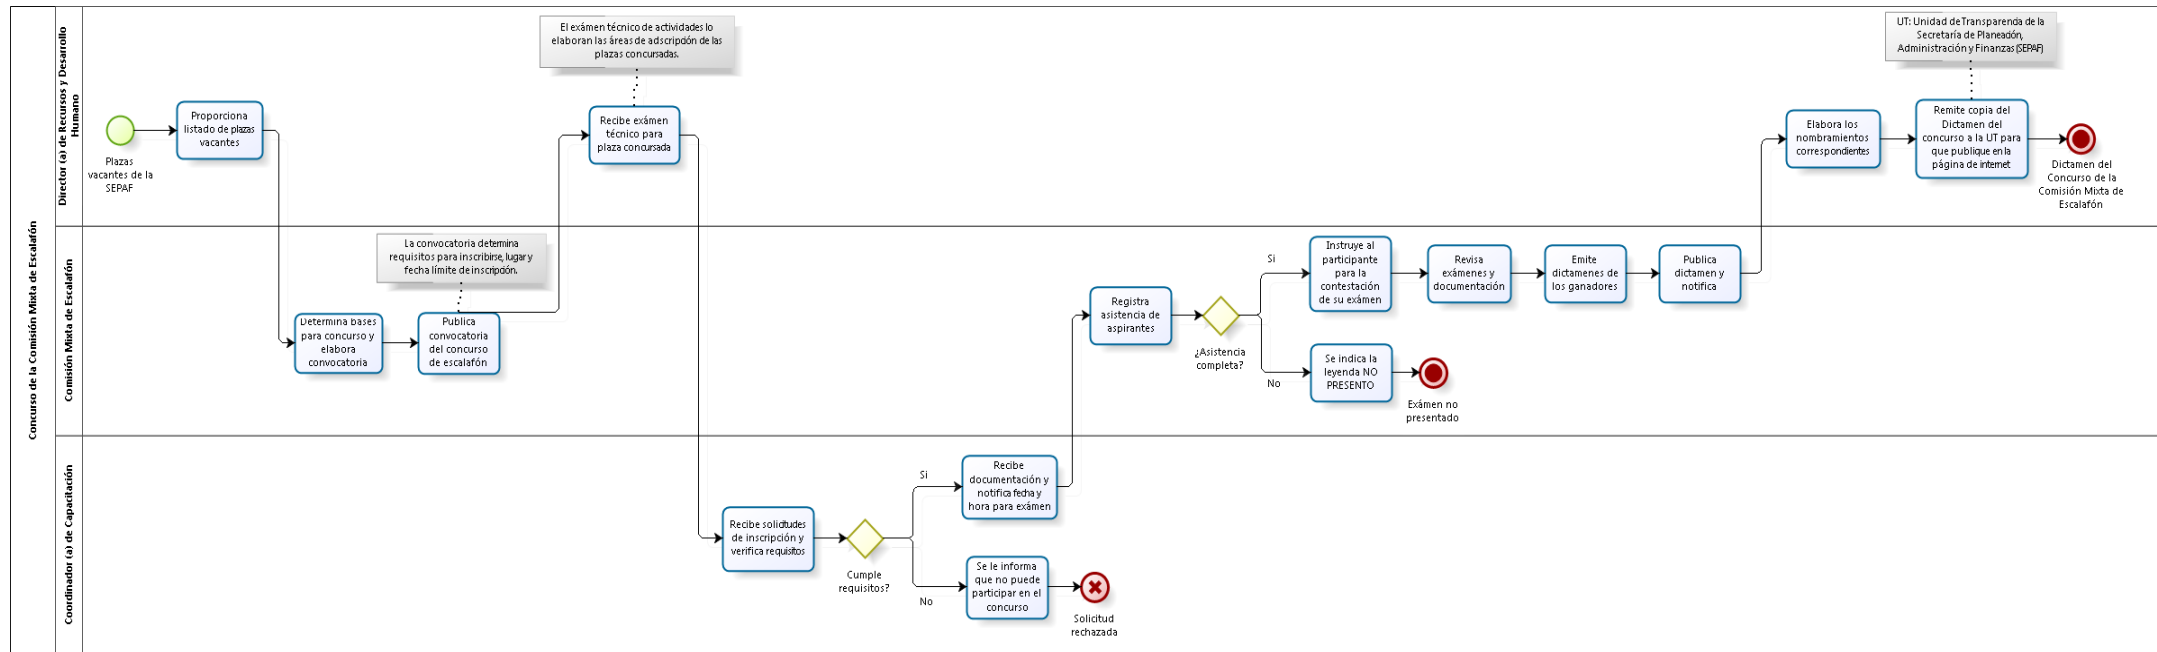 Concurso de la Comisión Mixta de Escalafón
Director (a) de Recursos y Desarrollo
Humano
Plazas
vacantes de la
SEPAF
Proporciona
listado de plazas
vacantes
El exámen técnico de actividades lo
elaboran las áreas de adscripción de las
plazas concursadas.
Recibe exámen
técnico para
plaza concursada
Elabora los
nombramientos
correspondientes
UT: Unidad de Transparencia de la
Secretaría de Planeación,
Administración y Finanzas (SEPAF)
Remite copia del
Dictamen del
concurso a la UT para
que publique en la
página de internet
Dictamen del
Concurso de la
Comisión Mixta de
Escalafón
Comisión Mixta de Escalafón
La convocatoria determina
requisitos para inscribirse, lugar y
fecha límite de inscripción.
Determina bases
para concurso y
elabora
convocatoria
Publica
convocatoria
del concurso
de escalafón
Registra
asistencia de
aspirantes
¿Asistencia
completa?
Si
Instruye al
participante
para la
contestación
de su exámen
Revisa
exámenes y
documentación
Emite
dictamenes de
los ganadores
Publica
dictamen y
notifica
No
Se indica la
leyenda NO
PRESENTO
Exámen no
presentado
Coordinador (a) de Capacitación
Recibe solicitudes
de inscripción y
verifica requisitos
Cumple
requisitos?
Si
Recibe
documentación y
notifica fecha y
hora para exámen
No
Se le informa
que no puede
participar en el
concurso
Solicitud
rechazada